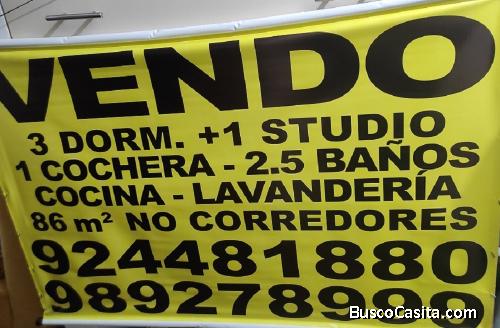 VENDO
3 DORM. +1 STUDIO
1 COCHERA - 2.5 BAÑOS
COCINA - LAVANDERÍA
86 m² NO CORREDORES
924481880
989278999
BuscoCasita.com